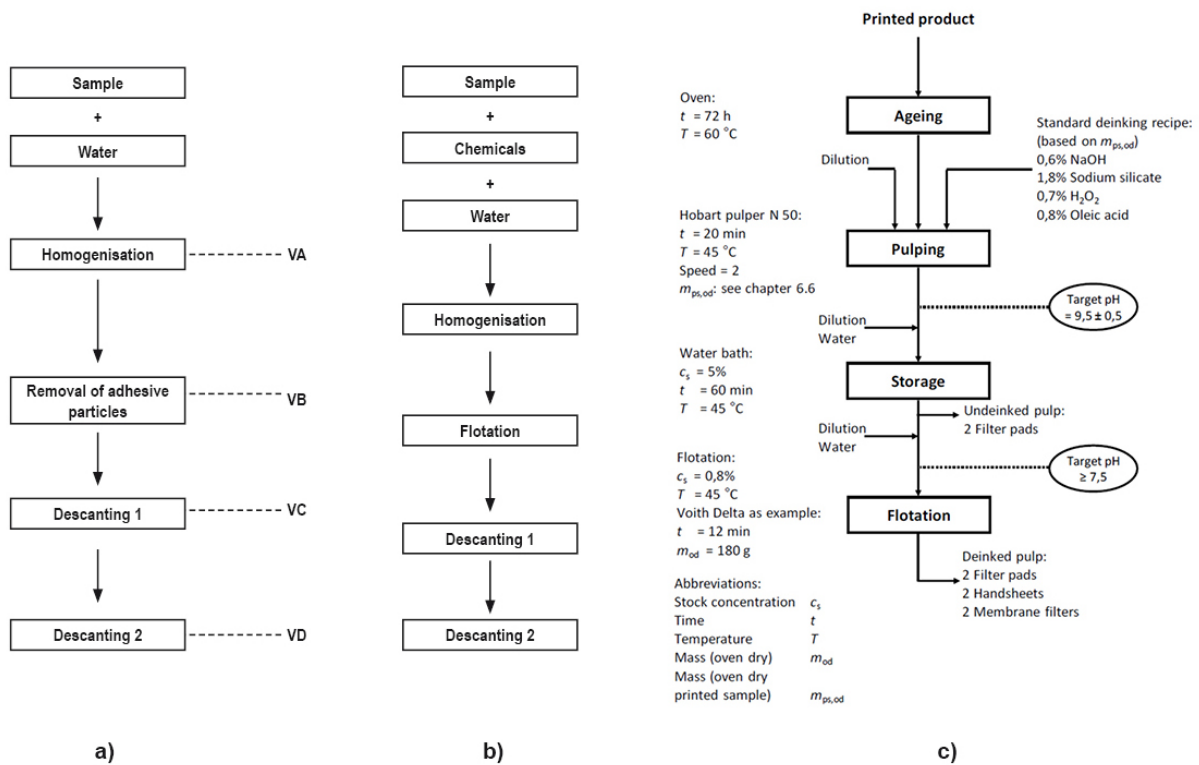 Sample
+
Water
Homogenisation
VA
Removal of adhesive
particles
VB
Descanting 1
VC
Descanting 2
VD
a)
Sample
+
Chemicals
+
Water
Homogenisation
Flotation
Descanting 1
Descanting 2
b)
Printed product
Oven:
t = 72 h
T = 60 °C
Ageing
Standard deinking recipe:
(based on mps,od)
0,6% NaOH
1,8% Sodium silicate
0,7% H2O2
0,8% Oleic acid
Dilution
Hobart pulper N 50:
t = 20 min
T = 45 °C
Speed = 2
mps,od: see chapter 6.6
Pulping
Target pH
= 9,5 ± 0,5
Dilution
Water
Water bath:
cs = 5%
t = 60 min
T = 45 °C
Storage
Undeinked pulp:
2 Filter pads
Dilution
Water
Target pH
≥ 7,5
Flotation:
cs = 0,8%
T = 45 °C
Voith Delta as example:
t = 12 min
mod = 180 g
Flotation
Deinked pulp:
2 Filter pads
2 Handsheets
2 Membrane filters
Abbreviations:
Stock concentration cs
Time t
Temperature T
Mass (oven dry) mod
Mass (oven dry
printed sample) mps,od
c)